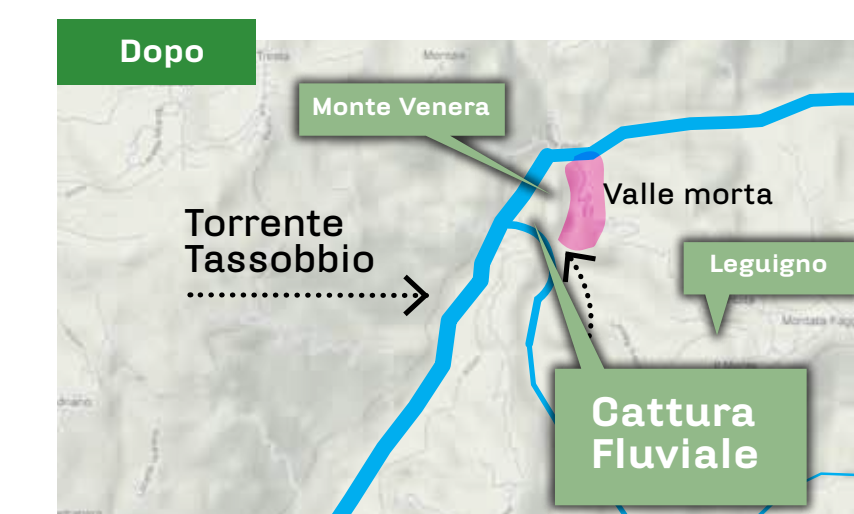 Dopo
Monte Venera
Valle morta
Torrente
Tassobbio
Leguigno
Cattura
Fluviale